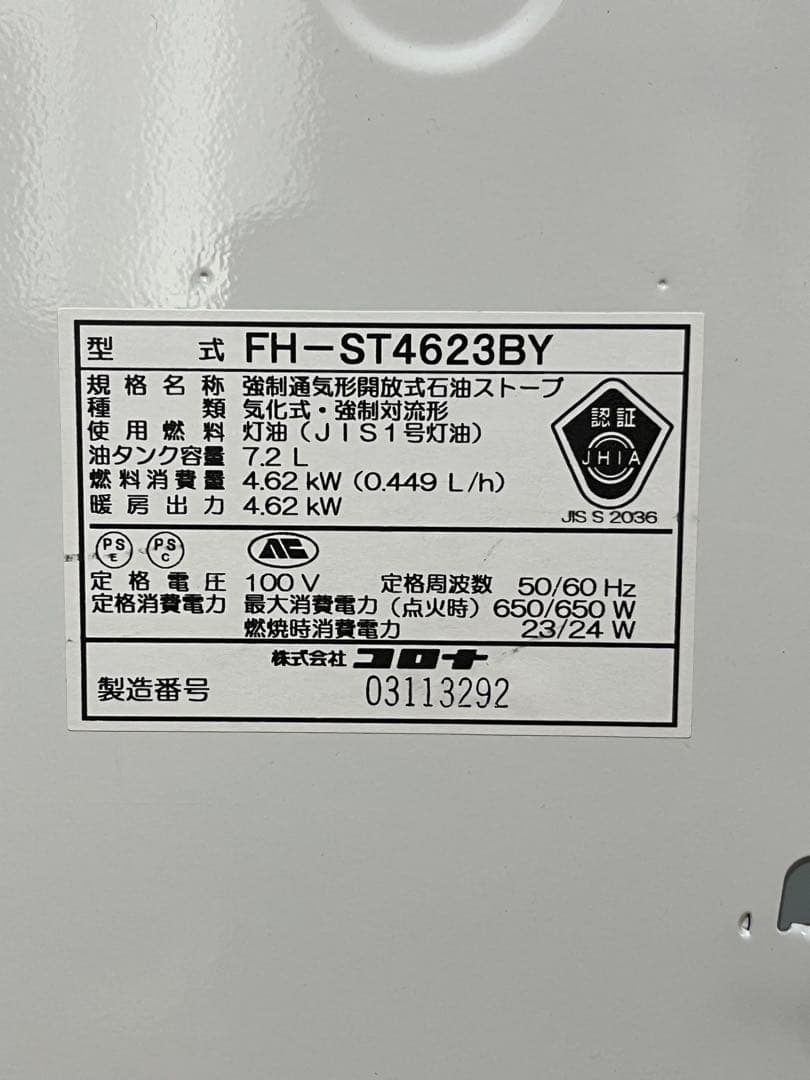 型式 FH-ST4623BY
規格名称 強制通気形開放式石油ストーブ
種類 気化式・強制対流形
使用燃料 灯油(JIS1号灯油)
油タンク容量 7.2 L
燃料消費量 4.62 kW (0.449 L/h)
暖房出力 4.62 kW
認証
JHIA
JIS S 2036
PS E PS C
定格電圧 100 V 定格周波数 50/60 Hz
定格消費電力 最大消費電力(点火時) 650/650 W
燃焼時消費電力 23/24 W
株式会社 コロナ
製造番号 03113292